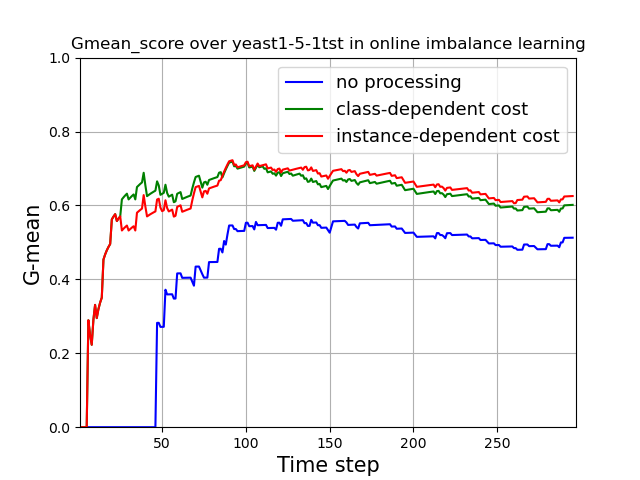 Gmean_score over yeast1-5-1tst in online imbalance learning
1.0
0.8
0.6
0.4
0.2
0.0
G-mean
no processing
class-dependent cost
instance-dependent cost
50 100 150 200 250
Time step